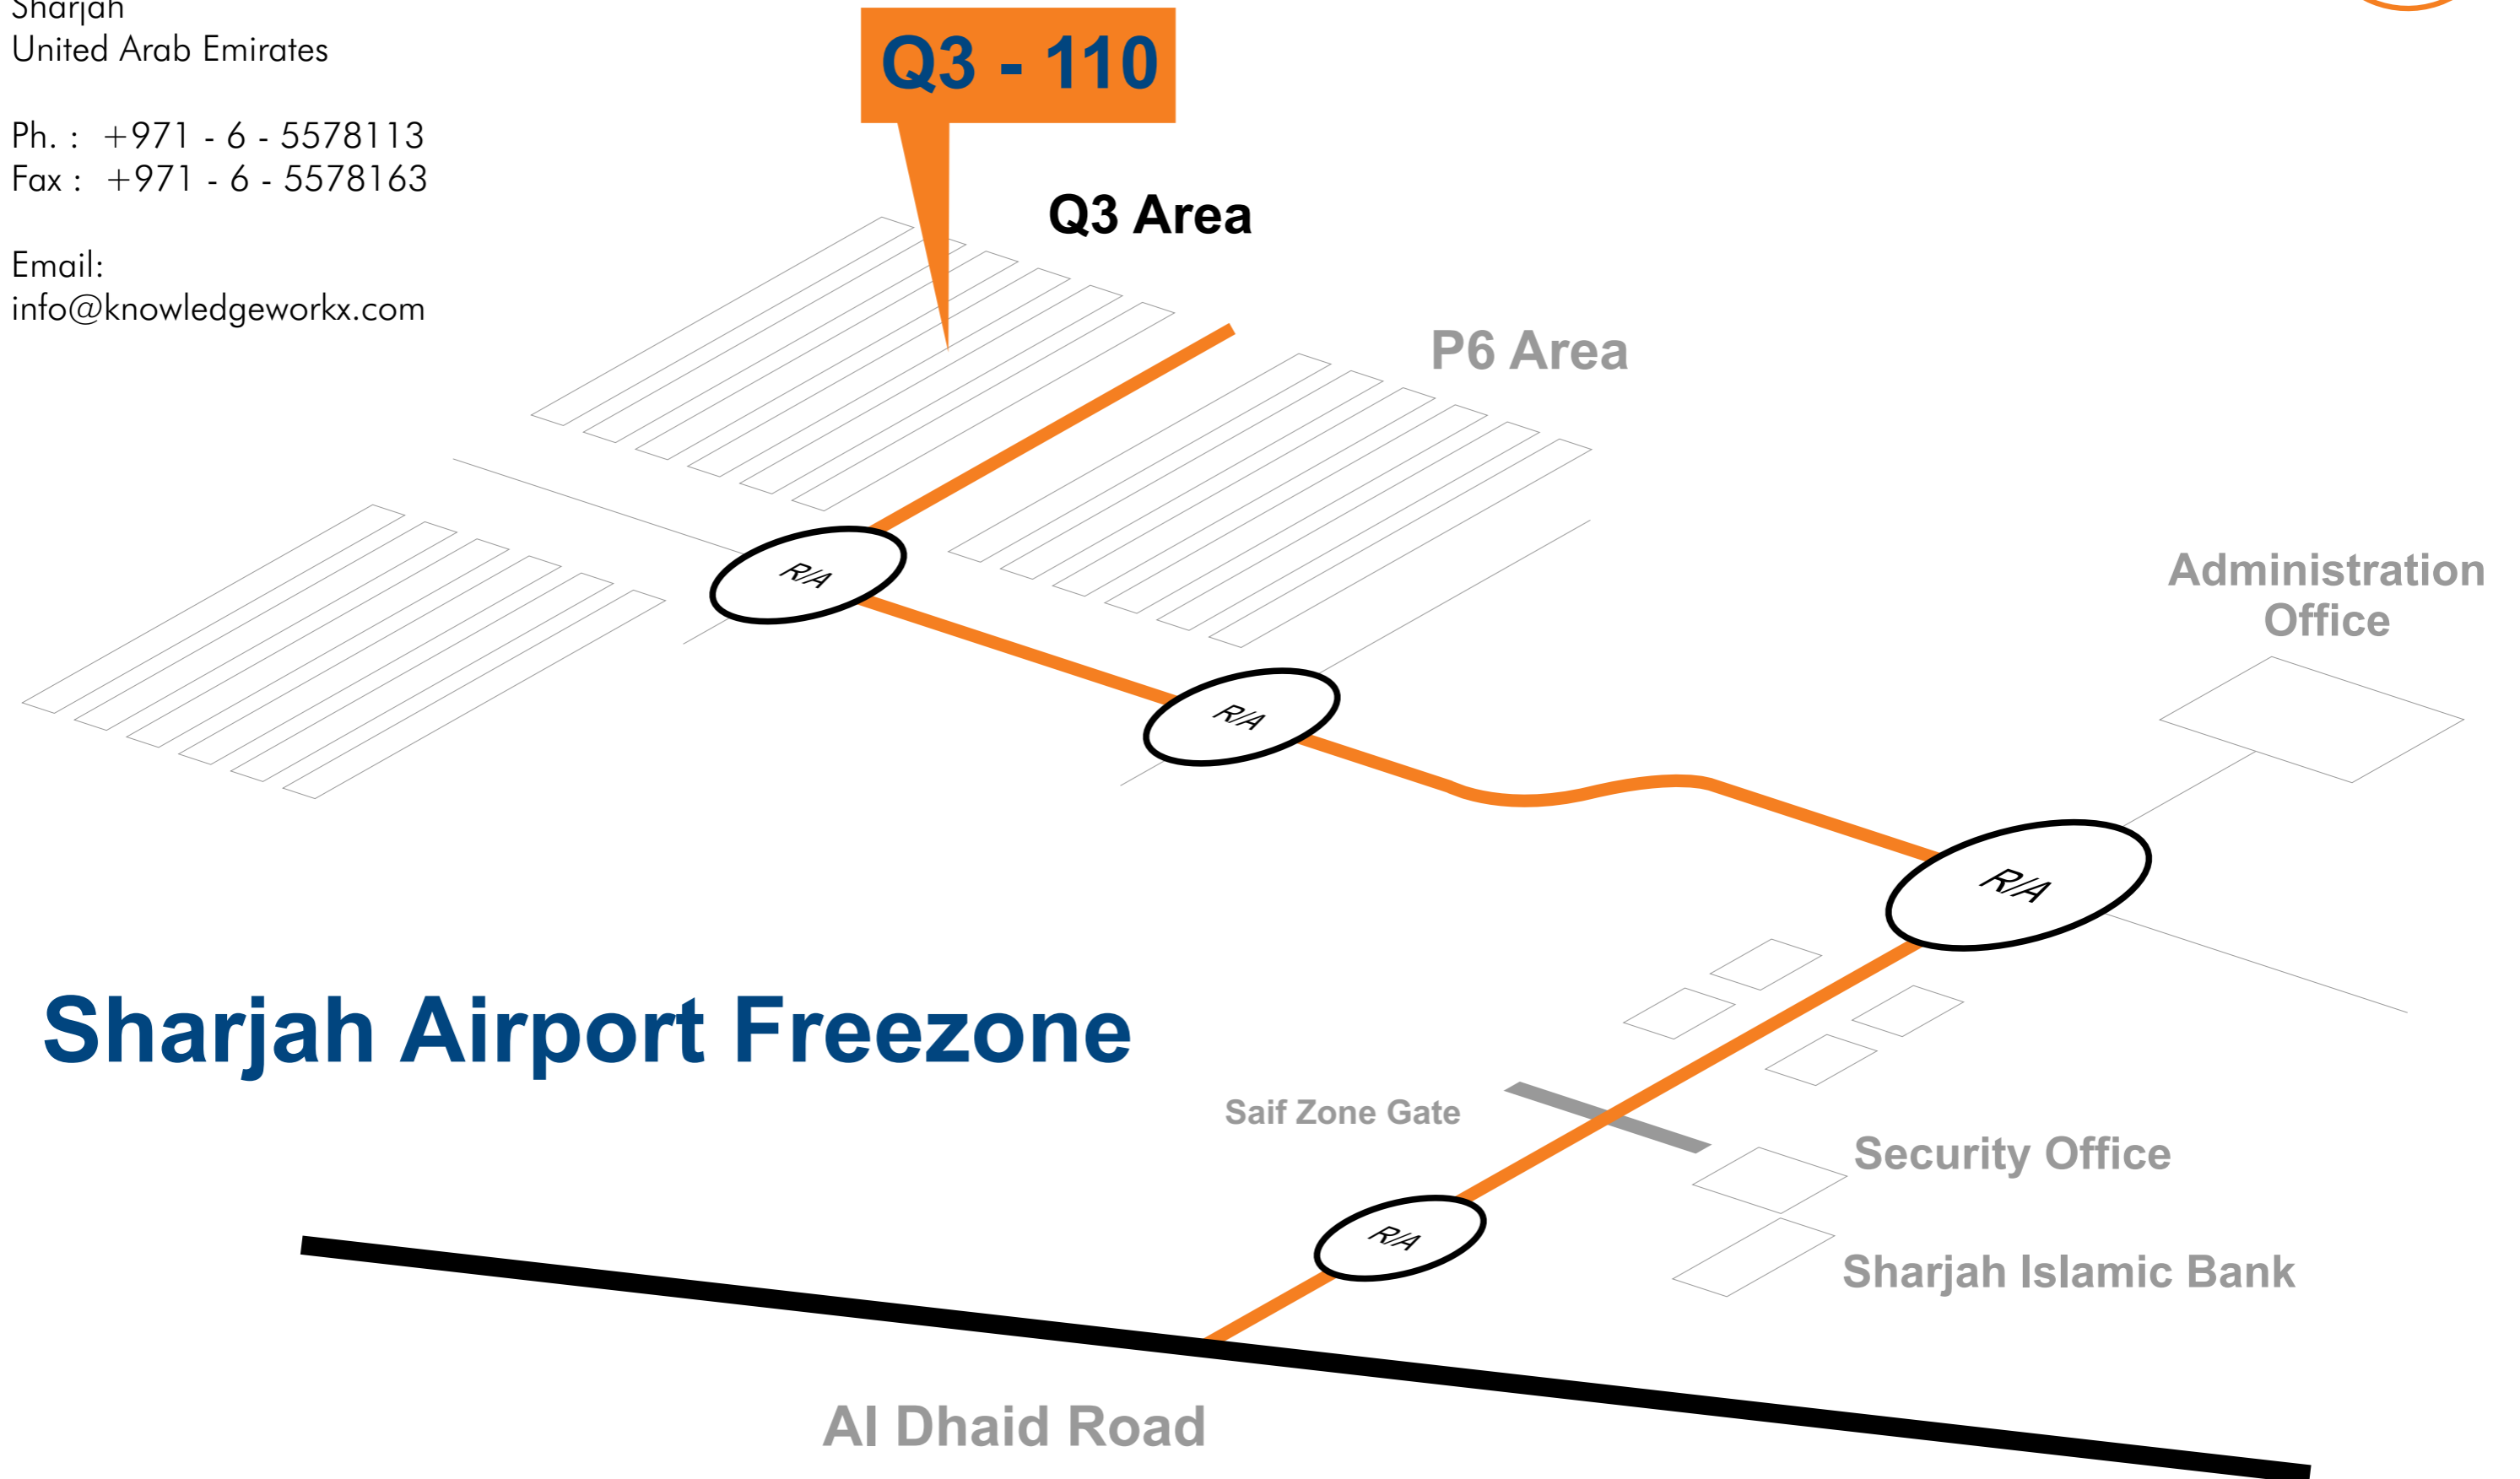 Sharjah
United Arab Emirates
Ph. : +971 - 6 - 5578113
Fax : +971 - 6 - 5578163
Email:
info@knowledgeworkx.com
Q3 - 110
Q3 Area
P6 Area
R/A
R/A
Administration
Office
R/A
Sharjah Airport Freezone
Saif Zone Gate
Security Office
R/A
Sharjah Islamic Bank
Al Dhaid Road